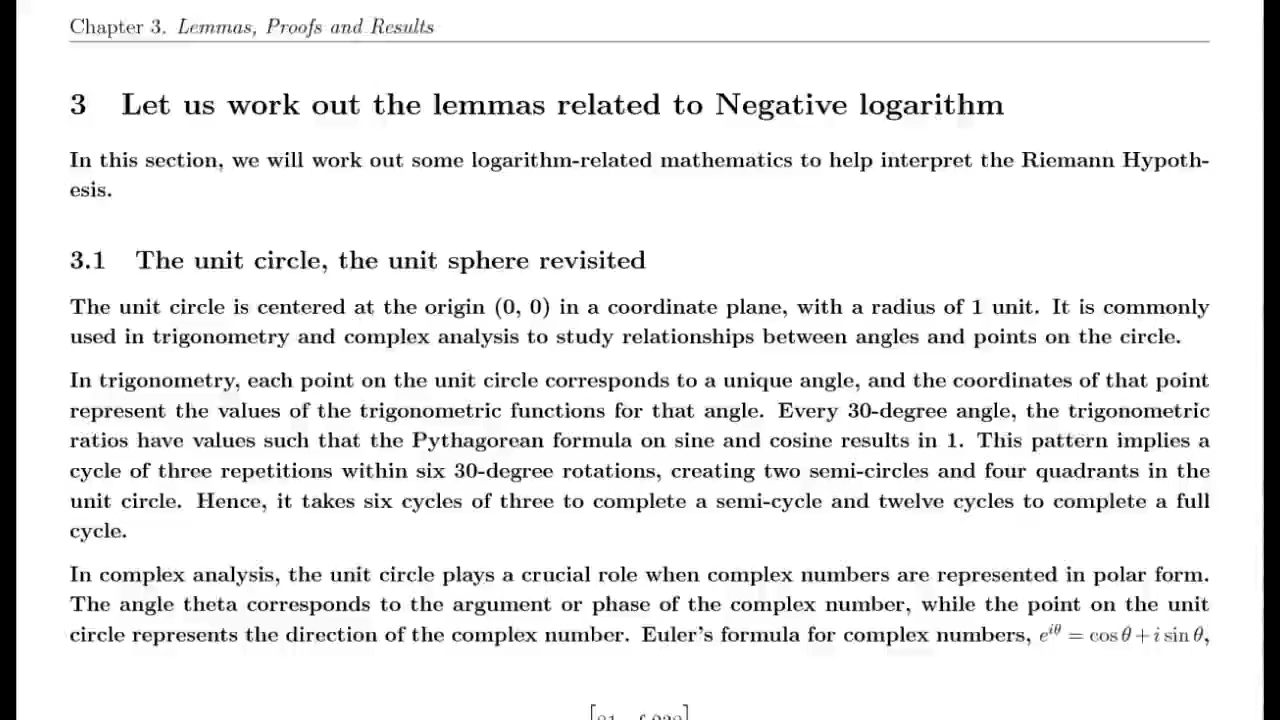 Chapter 3. Lemmas, Proofs and Results
3 Let us work out the lemmas related to Negative logarithm
In this section, we will work out some logarithm-related mathematics to help interpret the Riemann Hypoth-
esis.
3.1 The unit circle, the unit sphere revisited
The unit circle is centered at the origin (0, 0) in a coordinate plane, with a radius of 1 unit. It is commonly
used in trigonometry and complex analysis to study relationships between angles and points on the circle.
In trigonometry, each point on the unit circle corresponds to a unique angle, and the coordinates of that point
represent the values of the trigonometric functions for that angle. Every 30-degree angle, the trigonometric
ratios have values such that the Pythagorean formula on sine and cosine results in 1. This pattern implies a
cycle of three repetitions within six 30-degree rotations, creating two semi-circles and four quadrants in the
unit circle. Hence, it takes six cycles of three to complete a semi-cycle and twelve cycles to complete a full
cycle.
In complex analysis, the unit circle plays a crucial role when complex numbers are represented in polar form.
The angle theta corresponds to the argument or phase of the complex number, while the point on the unit
circle represents the direction of the complex number. Euler's formula for complex numbers, e^{iθ} = cos θ + i sin θ,